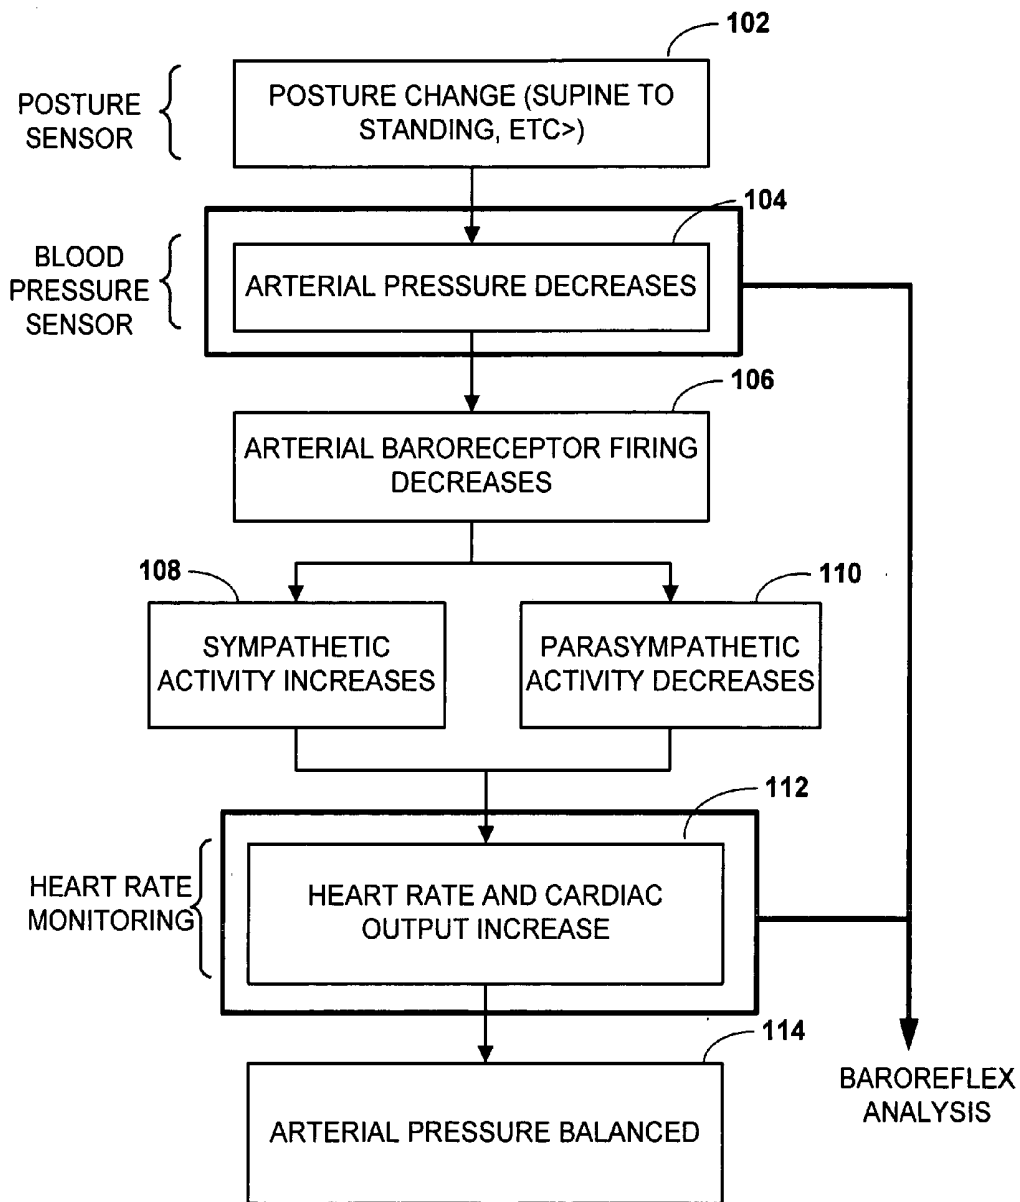 102
POSTURE
SENSOR
POSTURE CHANGE (SUPINE TO
STANDING, ETC>)
104
BLOOD
PRESSURE
SENSOR
ARTERIAL PRESSURE DECREASES
106
ARTERIAL BARORECEPTOR FIRING
DECREASES
108
110
SYMPATHETIC
ACTIVITY INCREASES
PARASYMPATHETIC
ACTIVITY DECREASES
112
HEART RATE
MONITORING
HEART RATE AND CARDIAC
OUTPUT INCREASE
114
ARTERIAL PRESSURE BALANCED
BAROREFLEX
ANALYSIS